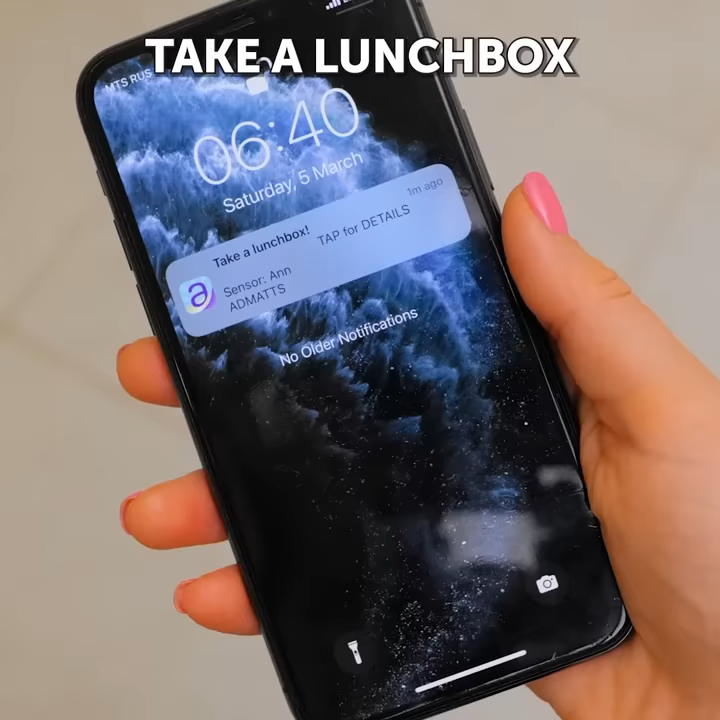 TAKE A LUNCHBOX
MTS RUS
06:40
Saturday, 5 March
Take a lunchbox!
1m ago
TAP for DETAILS
Sensor: Ann
ADMATTS
No Older Notifications